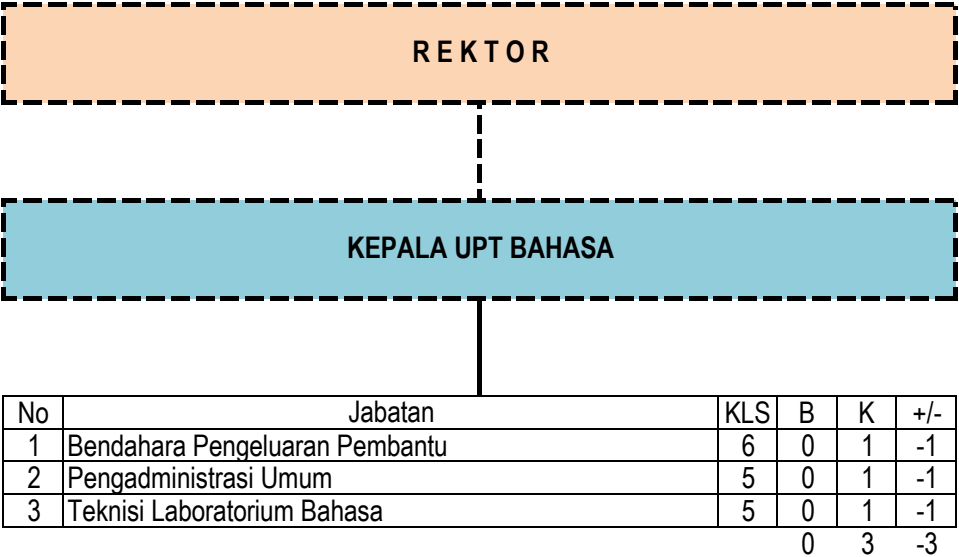 R E K T O R
KEPALA UPT BAHASA
No Jabatan KLS B K +/-
1 Bendahara Pengeluaran Pembantu 6 0 1 -1
2 Pengadministrasi Umum 5 0 1 -1
3 Teknisi Laboratorium Bahasa 5 0 1 -1
0 3 -3